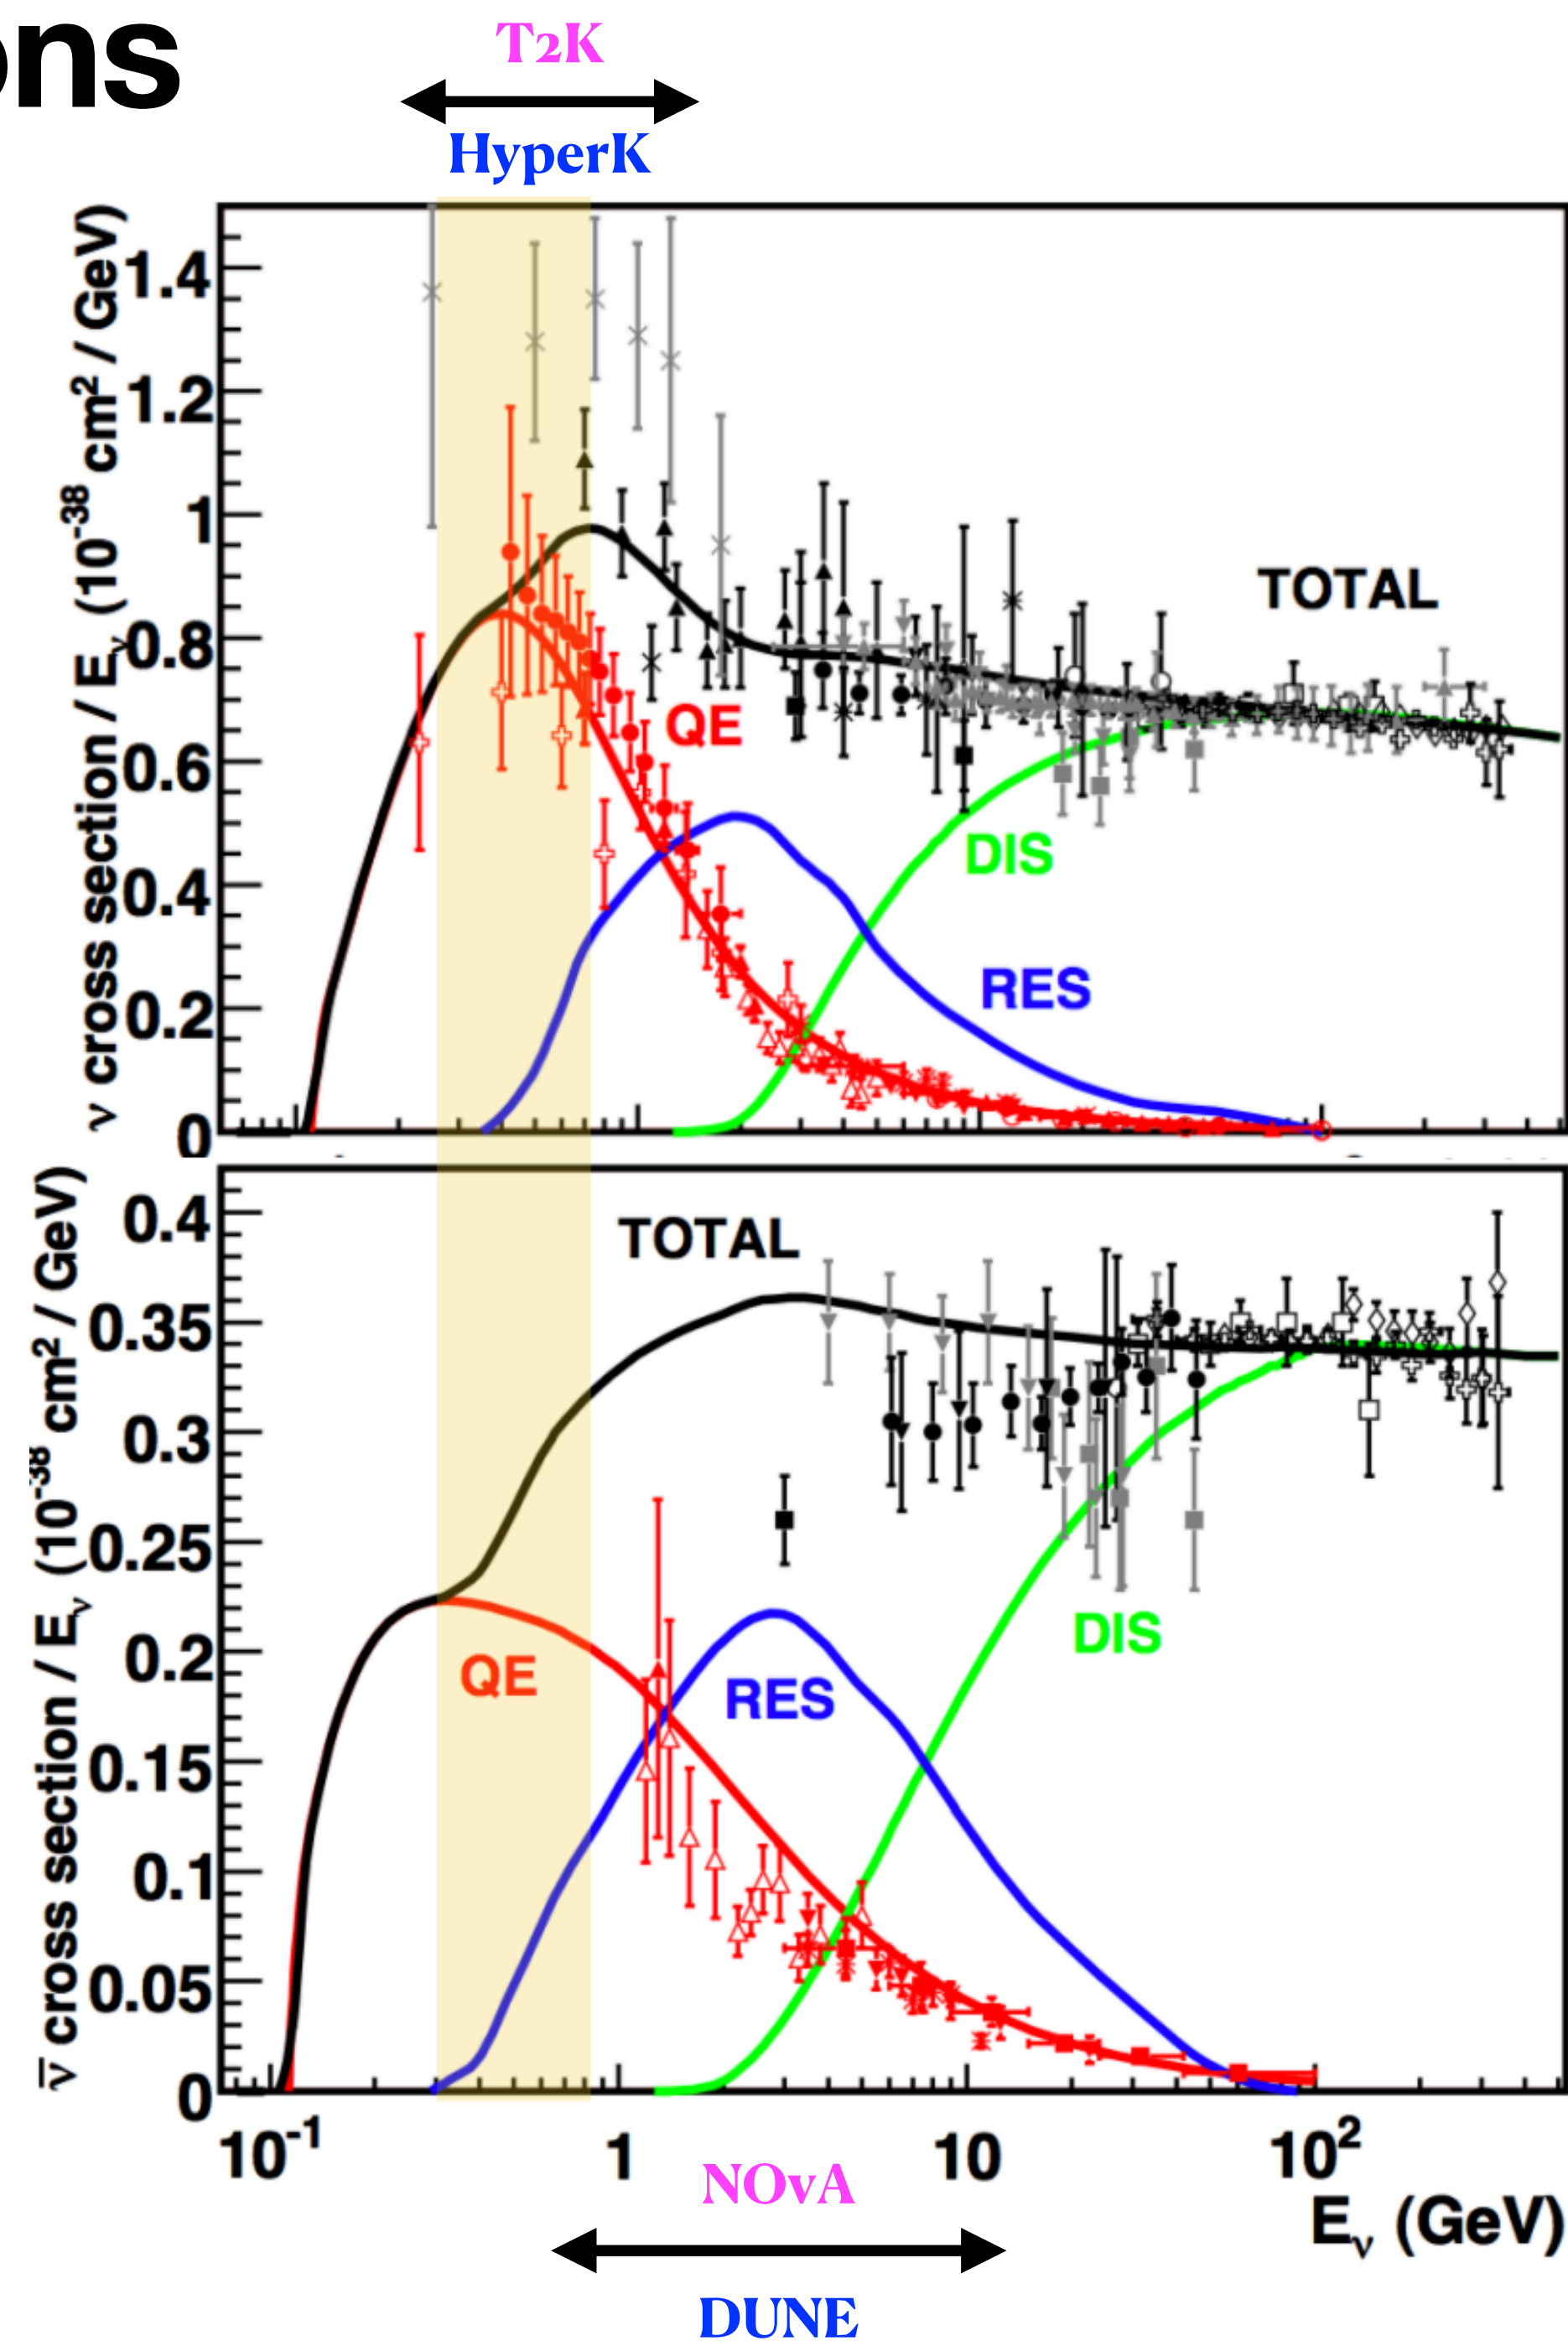 ons
T2K
HyperK
ν cross section / Eν (10⁻³⁸ cm² / GeV)
1.4
1.2
1
0.8
0.6
0.4
0.2
0
TOTAL
QE
DIS
RES
ν̅ cross section / Eν (10⁻³⁸ cm² / GeV)
0.4
0.35
0.3
0.25
0.2
0.15
0.1
0.05
0
TOTAL
QE
RES
DIS
10⁻¹
1
10
10²
Eν (GeV)
NOνA
DUNE